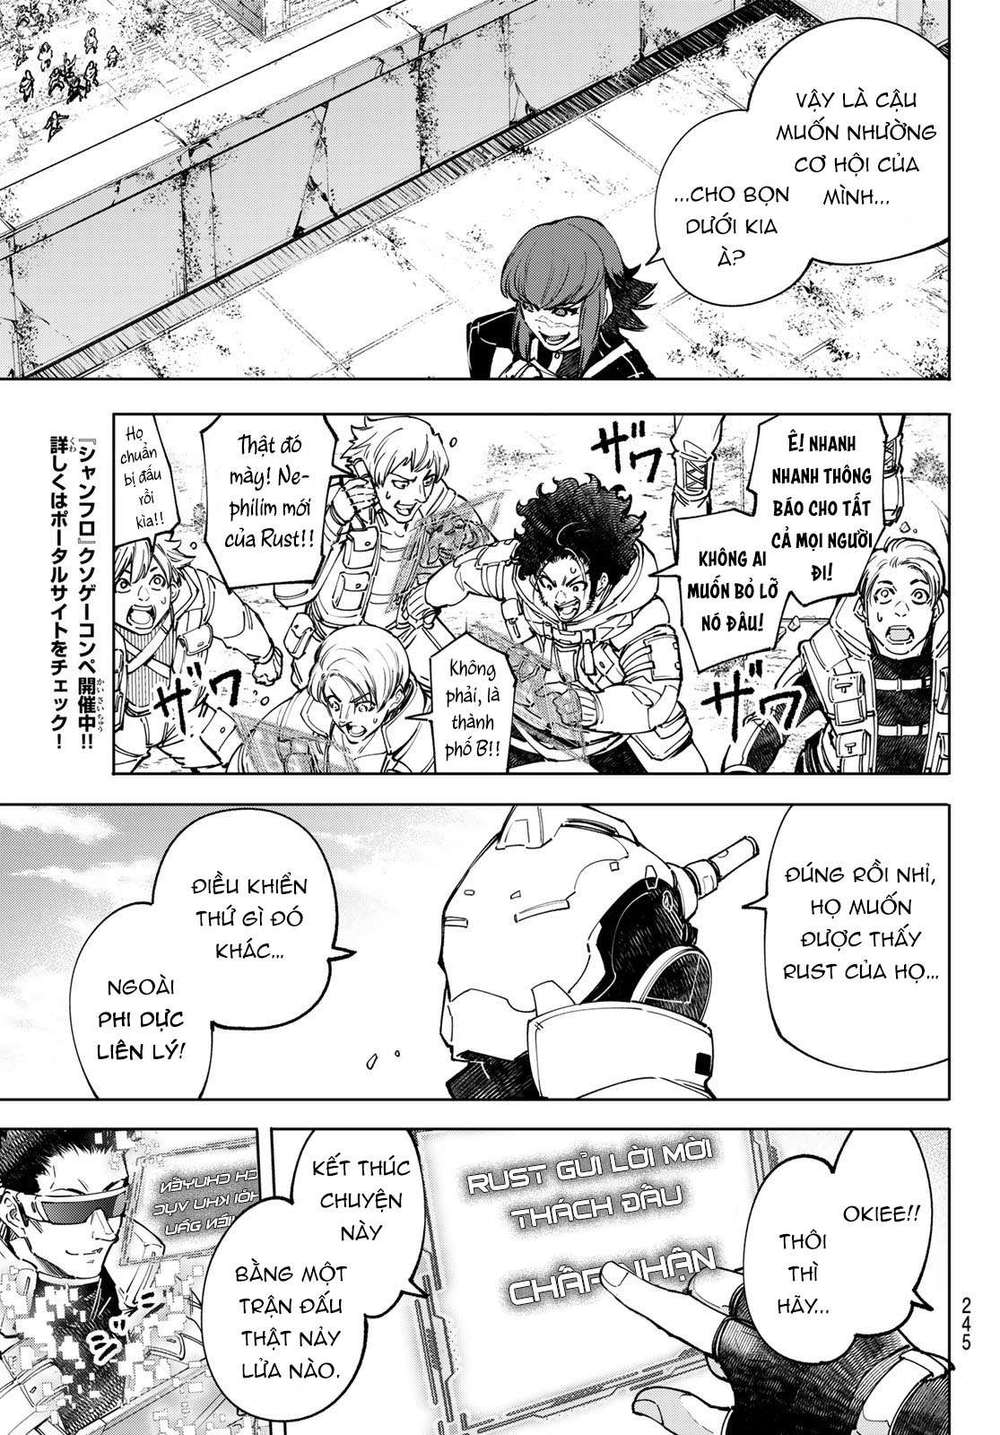 VẬY LÀ CẬU
MUỐN NHƯỜNG
CƠ HỘI CỦA
MÌNH...
...CHO BỌN
DƯỚI KIA
À?
Ê! NHANH
NHANH THÔNG
BÁO CHO TẤT
CẢ MỌI NGƯỜI
ĐI!
KHÔNG AI
MUỐN BỎ LỠ
NÓ ĐÂU!
ザワ
Thật đó
mày! Ne-
philim mới
của Rust!!
Không
phải, là
thành
phố B!!
Họ
chuẩn
bị đấu
rồi
kia!!
ザワ
『シャンフロ』クソゲーコンペ開催中!!
詳しくはポータルサイトをチェック!
ĐÚNG RỒI NHỈ,
HỌ MUỐN
ĐƯỢC THẤY
RUST CỦA HỌ...
ĐIỀU KHIỂN
THỨ GÌ ĐÓ
KHÁC...
NGOÀI
PHI DỰC
LIÊN LÝ!
OKIEE!!
THÔI
THÌ
HÃY...
RUST GỬI LỜI MỜI
THÁCH ĐẤU
CHẤP NHẬN
KẾT THÚC
CHUYỆN
NÀY
BẰNG MỘT
TRẬN ĐẤU
THẬT NẢY
LỬA NÀO.
245